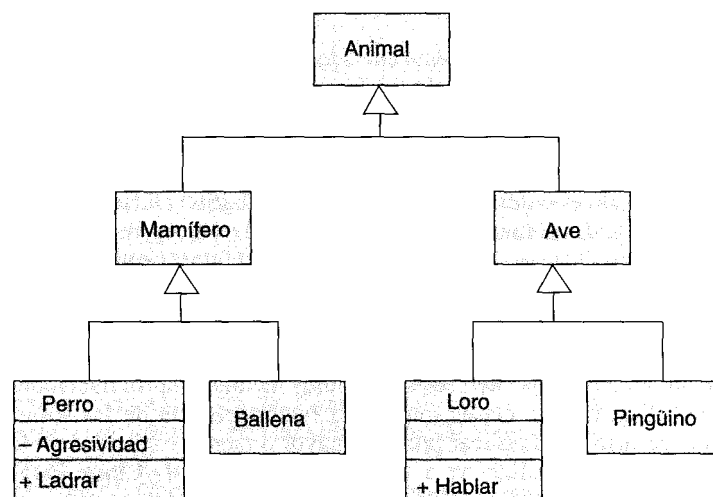 Animal
Mamífero
Ave
Perro
– Agresividad
+ Ladrar
Ballena
Loro
+ Hablar
Pingüino